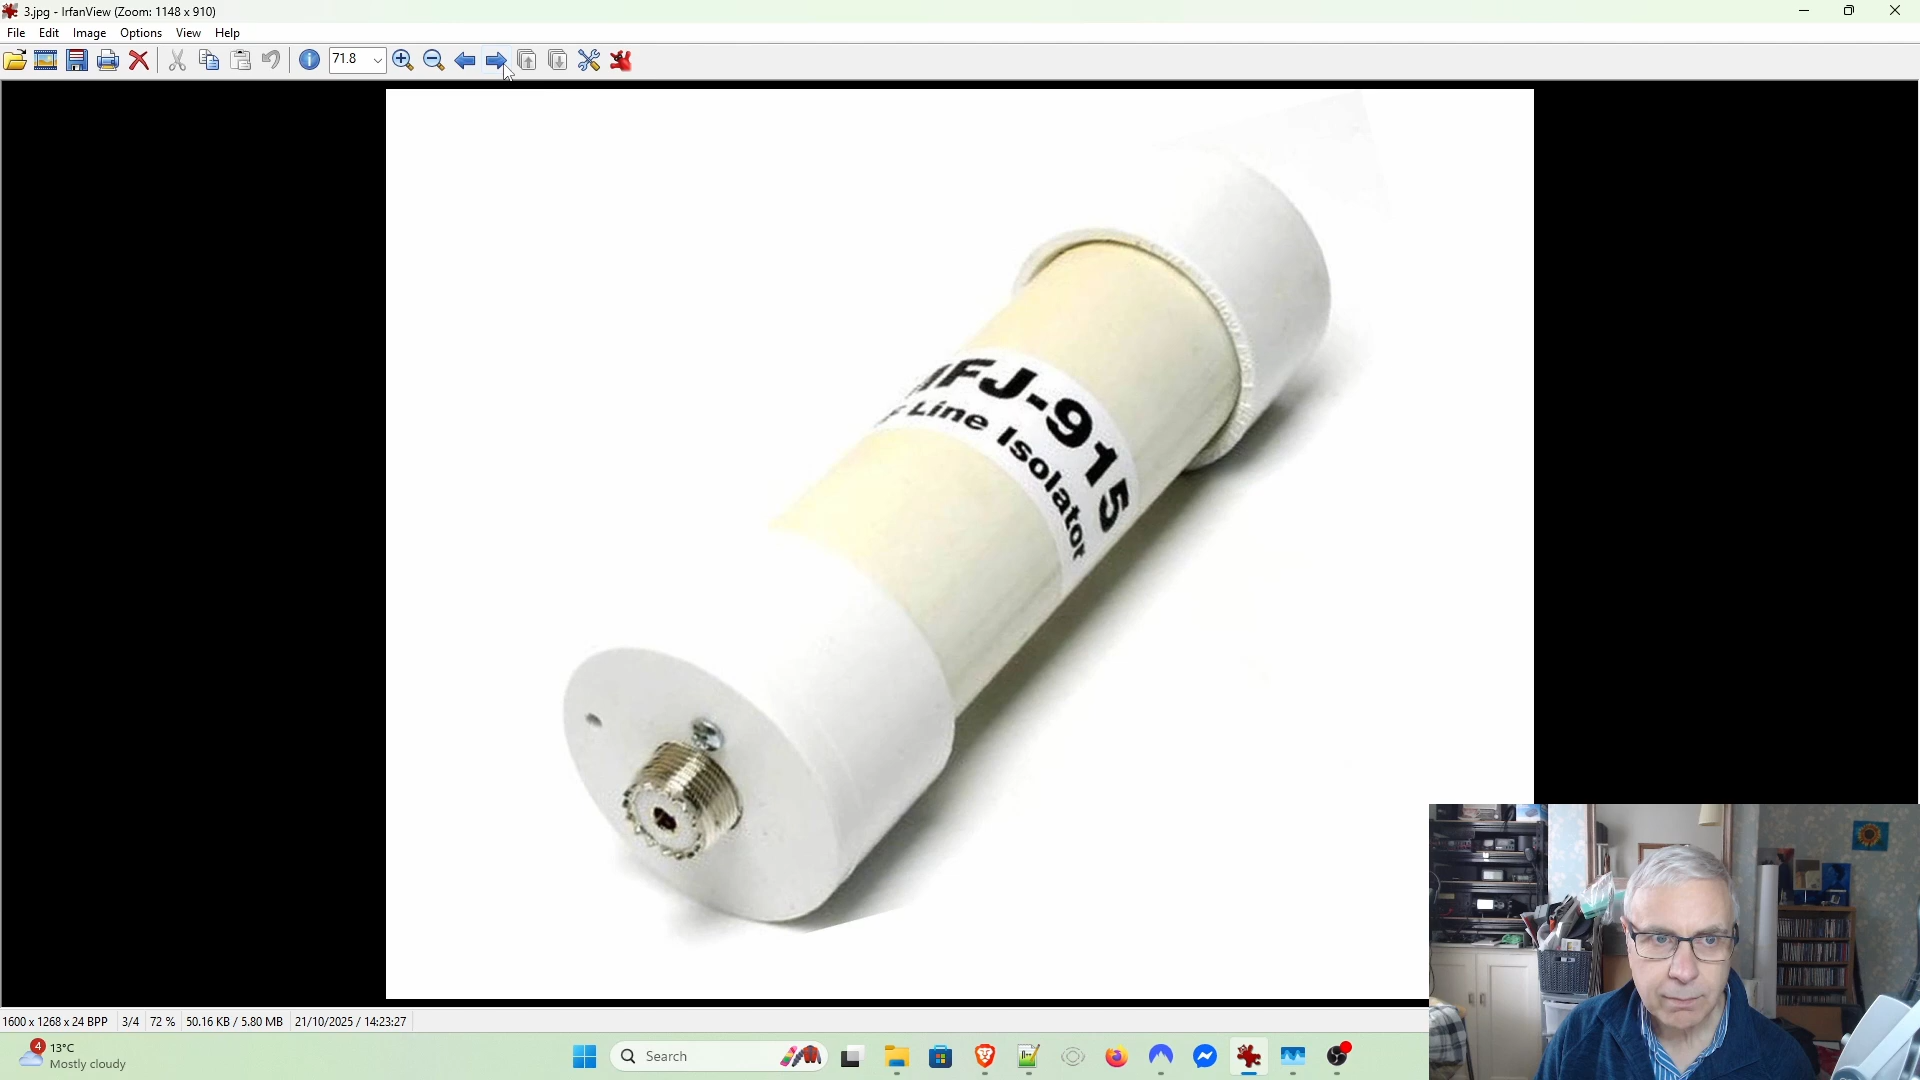 3.jpg - IrfanView (Zoom: 1148 x 910)
File Edit Image Options View Help
71.8
FJ-915
Line Isolator
1600 x 1268 x 24 BPP 3/4 72 % 50.16 KB / 5.80 MB 21/10/2025 / 14:23:27
4
13°C
Mostly cloudy
Search